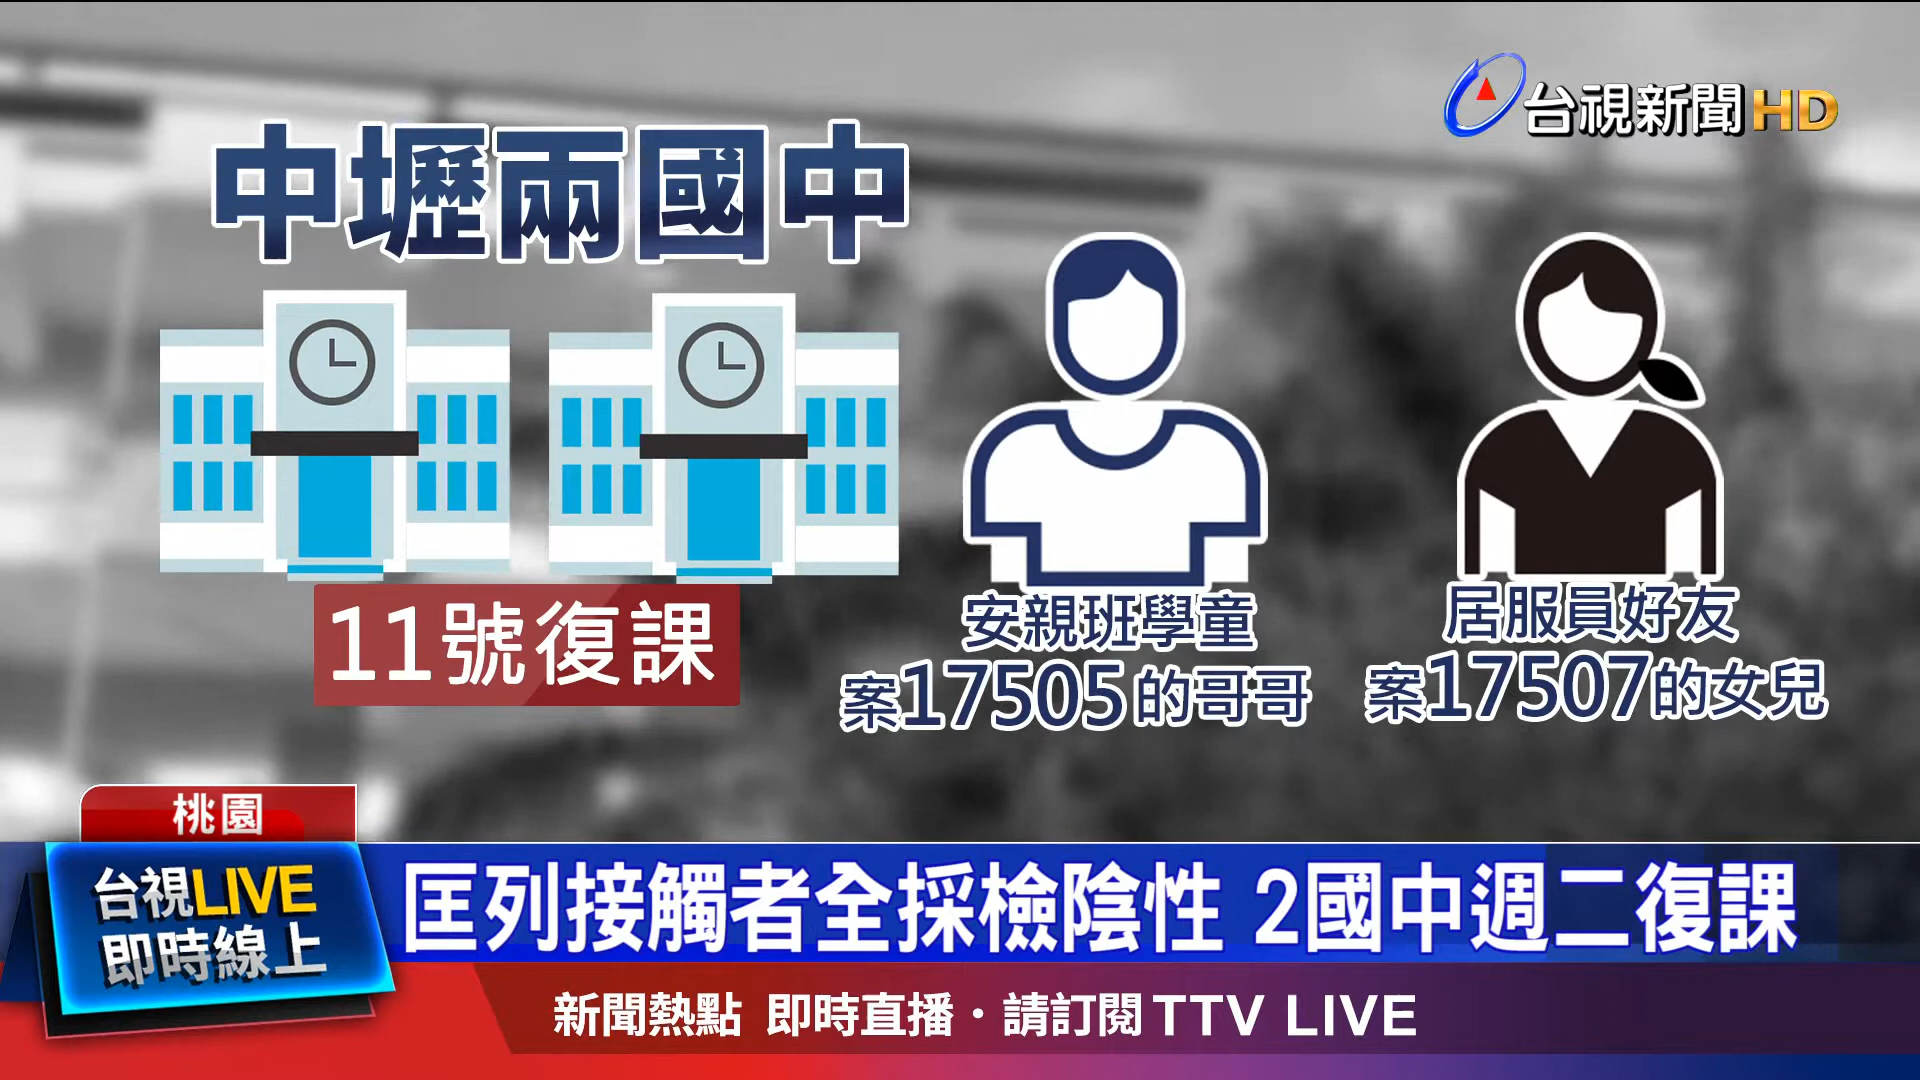 台視新聞HD
中壢兩國中
11號復課
安親班學童
案17505的哥哥
居服員好友
案17507的女兒
桃園
台視LIVE
即時線上
匡列接觸者全採檢陰性 2國中週二復課
新聞熱點 即時直播・請訂閱TTV LIVE